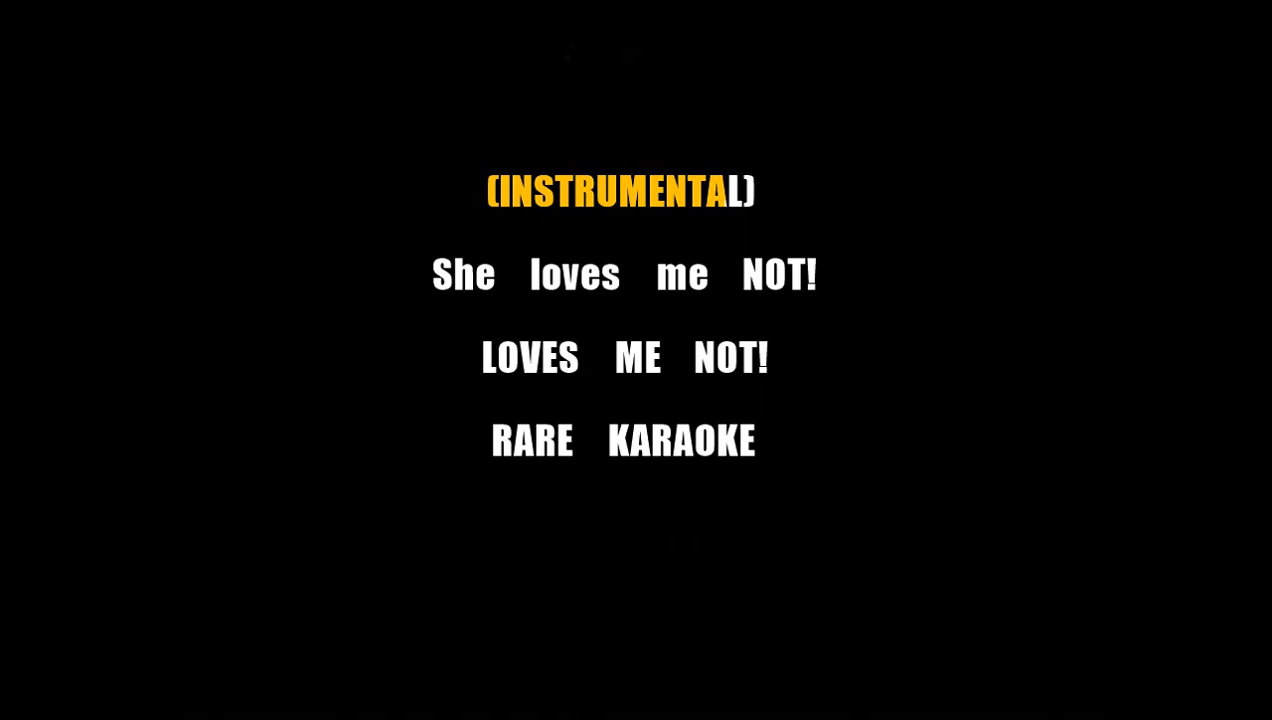 (INSTRUMENTAL)
She loves me NOT!
LOVES ME NOT!
RARE KARAOKE